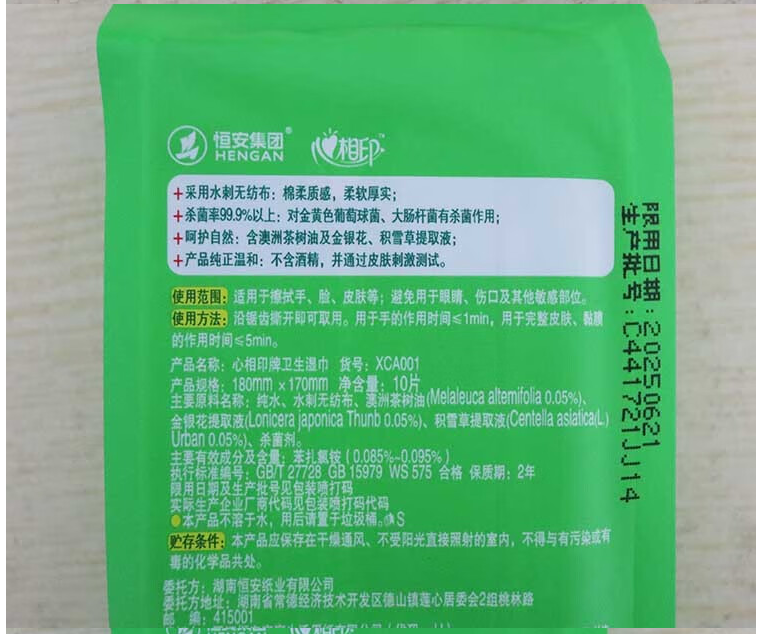 恒安集团®
HENGAN
心相印™
+采用水刺无纺布：棉柔质感，柔软厚实；
+杀菌率99.9%以上：对金黄色葡萄球菌、大肠杆菌有杀菌作用；
+呵护自然：含澳洲茶树油及金银花、积雪草提取液；
+产品纯正温和：不含酒精，并通过皮肤刺激测试。
使用范围：适用于擦拭手、脸、皮肤等；避免用于眼睛、伤口及其他敏感部位。
使用方法：沿锯齿撕开即可取用。用于手的作用时间≤1min，用于完整皮肤、黏膜
的作用时间≤5min。
产品名称：心相印牌卫生湿巾 货号：XCA001
产品规格：180mm×170mm 净含量：10片
主要原料名称：纯水、水刺无纺布、澳洲茶树油(Melaleuca alternifolia 0.05%)、
金银花提取液(Lonicera japonica Thunb 0.05%)、积雪草提取液(Centella asiatica(L.)
Urban 0.05%)、杀菌剂。
主要有效成分及含量：苯扎氯铵（0.085%~0.095%）
执行标准编号：GB/T 27728 GB 15979 WS 575 合格 保质期：2年
限用日期及生产批号见包装喷打码
实际生产企业厂商代码见包装喷打码代码
本产品不溶于水，用后请置于垃圾桶。S
贮存条件：本产品应保存在干燥通风、不受阳光直接照射的室内，不得与有污染或有
毒的化学品共处。
委托方：湖南恒安纸业有限公司
委托方地址：湖南省常德经济技术开发区德山镇莲心居委会2组桃林路
邮 编：415001
限用日期：20250621
生产批号：C441721JJ14